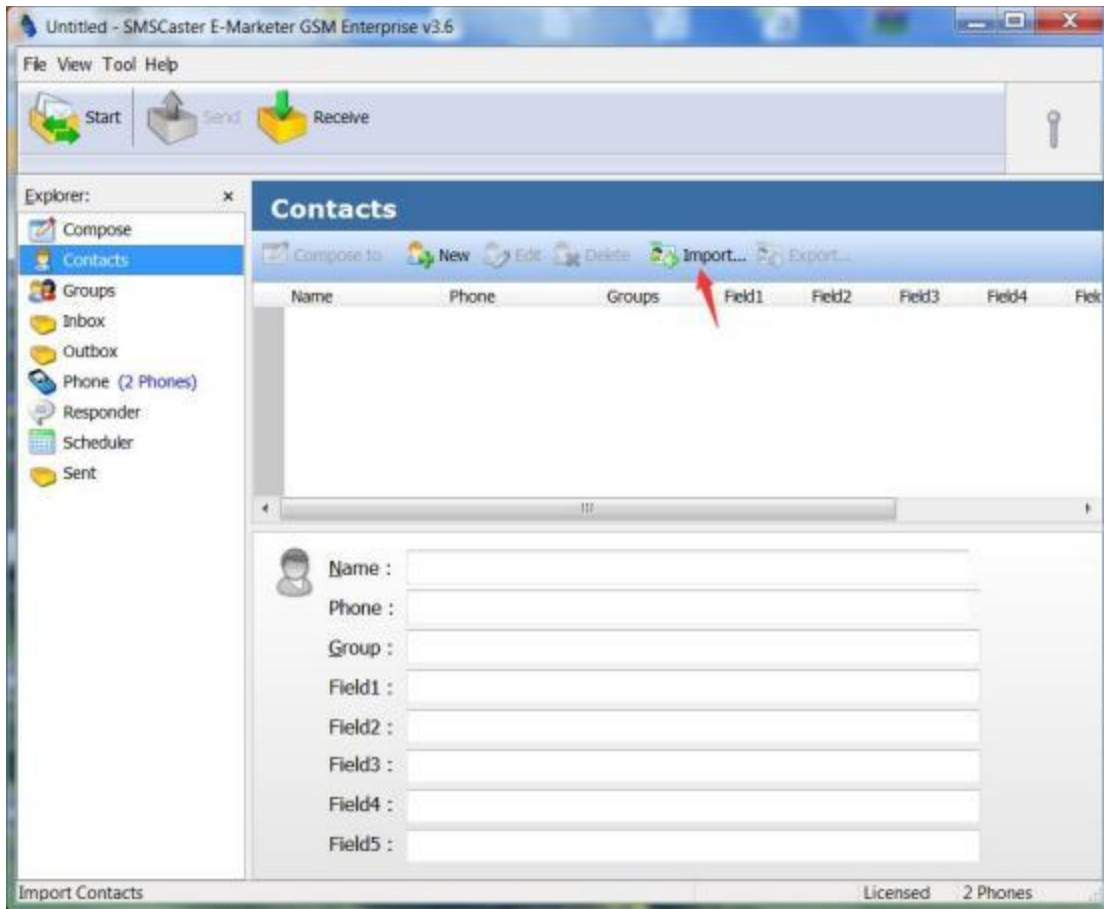 Untitled - SMSCaster E-Marketer GSM Enterprise v3.6
File View Tool Help
Start Send Receive
Explorer:
Compose
Contacts
Groups
Inbox
Outbox
Phone (2 Phones)
Responder
Scheduler
Sent
Contacts
Compose to New Edit Delete Import... Export...
Name Phone Groups Field1 Field2 Field3 Field4 Fiek
Name :
Phone :
Group :
Field1 :
Field2 :
Field3 :
Field4 :
Field5 :
Import Contacts Licensed 2 Phones